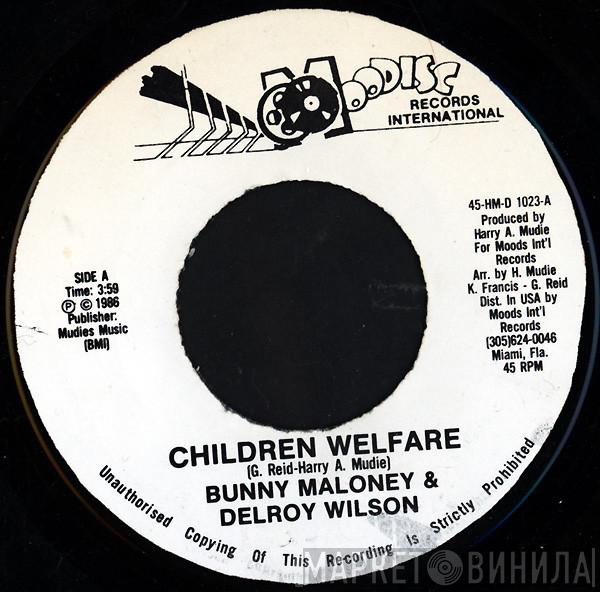 MOODISC
RECORDS
INTERNATIONAL
45-HM-D 1023-A
Produced by
Harry A. Mudie
For Moods Int'l
Records
Arr. by H. Mudie
K. Francis - G. Reid
Dist. In USA by
Moods Int'l
Records
(305)624-0046
Miami, Fla.
45 RPM
SIDE A
Time: 3:59
Ⓟ © 1986
Publisher:
Mudies Music
(BMI)
CHILDREN WELFARE
(G. Reid-Harry A. Mudie)
BUNNY MALONEY &
DELROY WILSON
Unauthorised Copying Of This Recording Is Strictly Prohibited
МАРКЕТ ВИНИЛА